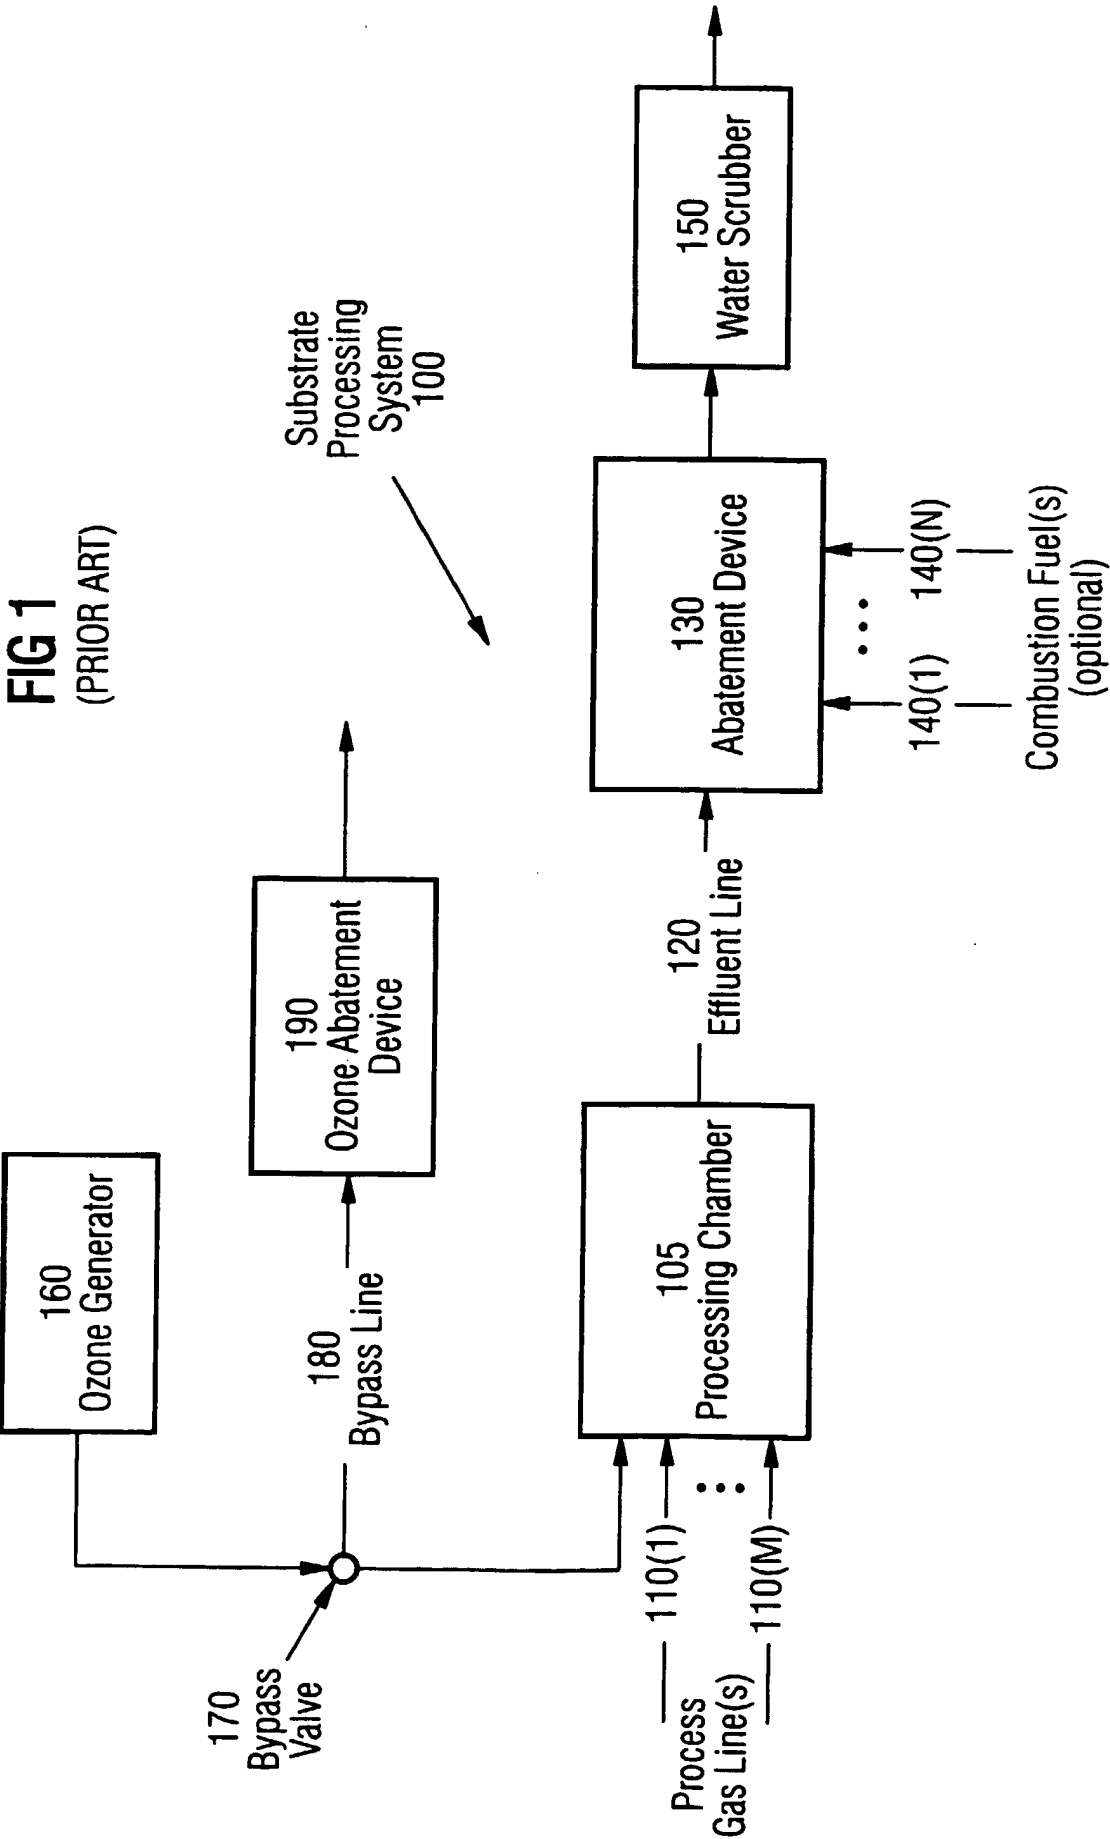 FIG 1
(PRIOR ART)
160
Ozone Generator
170
Bypass
Valve
180
Bypass Line
190
Ozone Abatement
Device
Substrate
Processing
System
100
Process
Gas Line(s)
110(1)
110(M)
105
Processing Chamber
120
Effluent Line
130
Abatement Device
140(1)
140(N)
Combustion Fuel(s)
(optional)
150
Water Scrubber